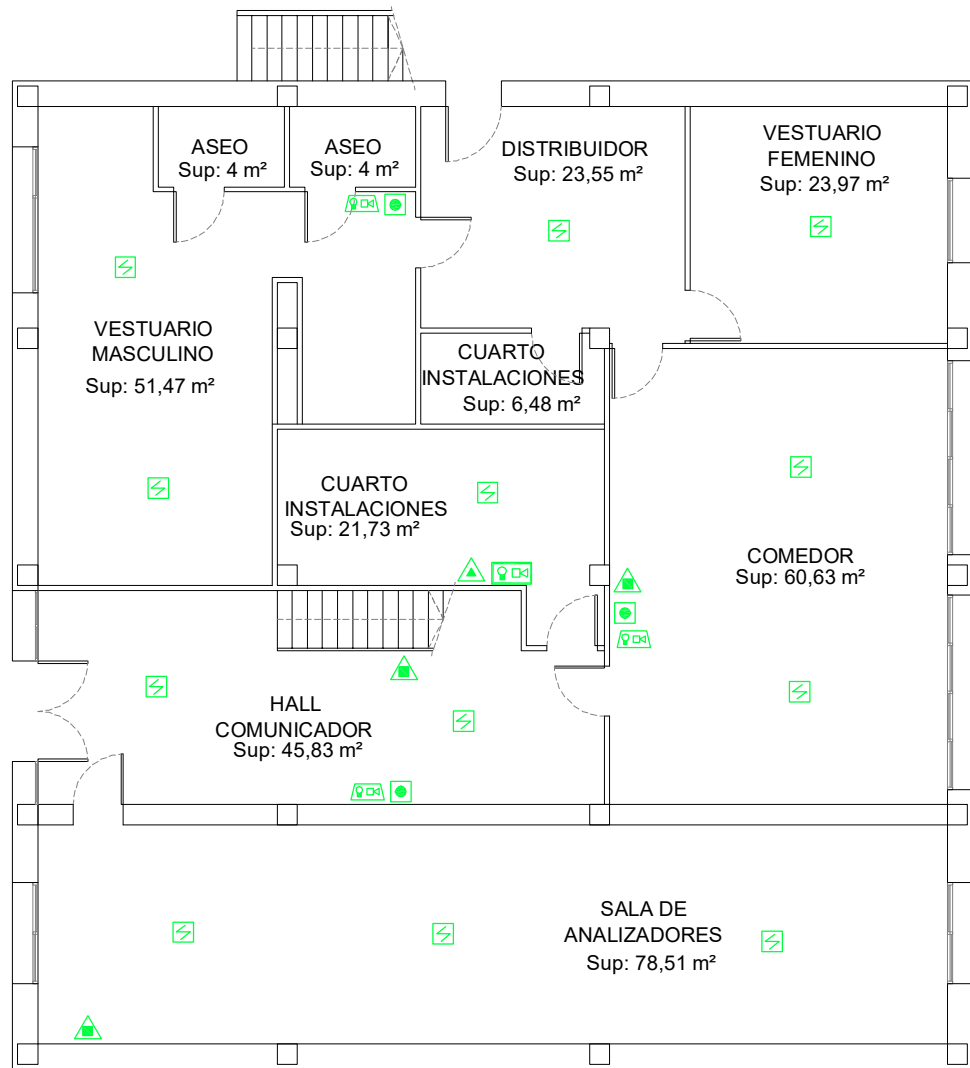 ASEO
Sup: 4 m²
ASEO
Sup: 4 m²
DISTRIBUIDOR
Sup: 23,55 m²
VESTUARIO
FEMENINO
Sup: 23,97 m²
VESTUARIO
MASCULINO
Sup: 51,47 m²
CUARTO
INSTALACIONES
Sup: 6,48 m²
CUARTO
INSTALACIONES
Sup: 21,73 m²
COMEDOR
Sup: 60,63 m²
HALL
COMUNICADOR
Sup: 45,83 m²
SALA DE
ANALIZADORES
Sup: 78,51 m²